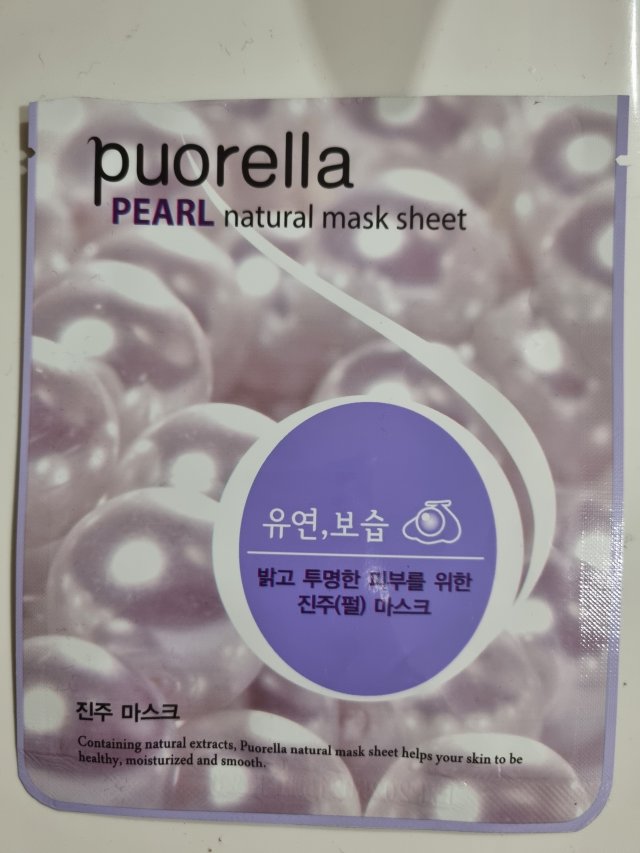 puorella
PEARL natural mask sheet
유연,보습
밝고 투명한 피부를 위한
진주(펄) 마스크
진주 마스크
Containing natural extracts, Puorella natural mask sheet helps your skin to be
healthy, moisturized and smooth.